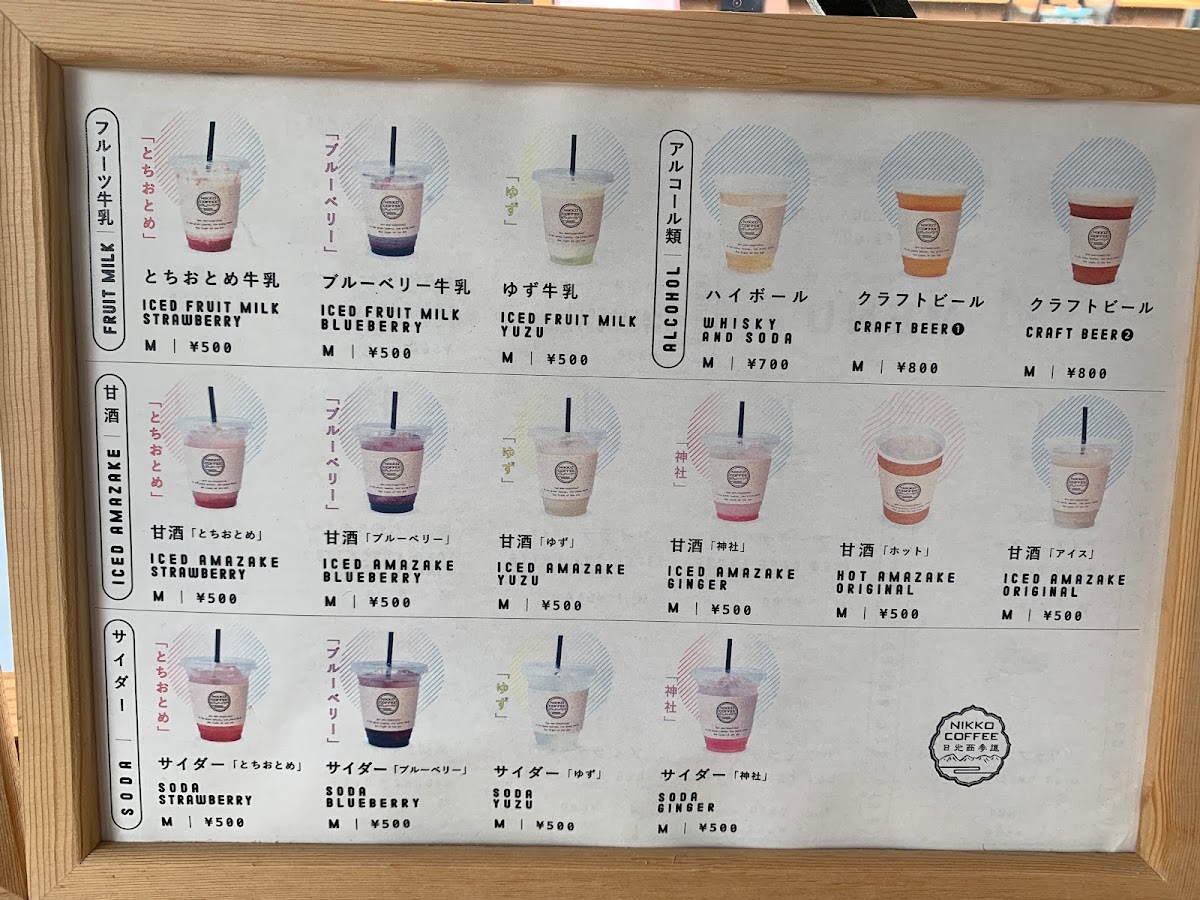 フルーツ牛乳 | FRUIT MILK
「とちおとめ」
とちおとめ牛乳
ICED FRUIT MILK
STRAWBERRY
M | ¥500
「ブルーベリー」
ブルーベリー牛乳
ICED FRUIT MILK
BLUEBERRY
M | ¥500
「ゆず」
ゆず牛乳
ICED FRUIT MILK
YUZU
M | ¥500
アルコール類 | ALCOHOL
ハイボール
WHISKY
AND SODA
M | ¥700
クラフトビール
CRAFT BEER❶
M | ¥800
クラフトビール
CRAFT BEER❷
M | ¥800
甘酒 | ICED AMAZAKE
「とちおとめ」
甘酒「とちおとめ」
ICED AMAZAKE
STRAWBERRY
M | ¥500
「ブルーベリー」
甘酒「ブルーベリー」
ICED AMAZAKE
BLUEBERRY
M | ¥500
「ゆず」
甘酒「ゆず」
ICED AMAZAKE
YUZU
M | ¥500
「神社」
甘酒「神社」
ICED AMAZAKE
GINGER
M | ¥500
甘酒「ホット」
HOT AMAZAKE
ORIGINAL
M | ¥500
甘酒「アイス」
ICED AMAZAKE
ORIGINAL
M | ¥500
サイダー | SODA
「とちおとめ」
サイダー「とちおとめ」
SODA
STRAWBERRY
M | ¥500
「ブルーベリー」
サイダー「ブルーベリー」
SODA
BLUEBERRY
M | ¥500
「ゆず」
サイダー「ゆず」
SODA
YUZU
M | ¥500
「神社」
サイダー「神社」
SODA
GINGER
M | ¥500
NIKKO
COFFEE
日光西参道